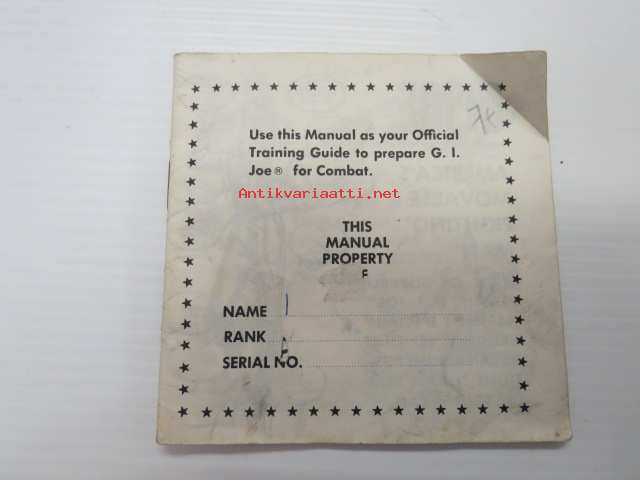 Use this Manual as your Official
Training Guide to prepare G. I.
Joe® for Combat.
Antikvariaatti.net
THIS
MANUAL
PROPERTY
F
NAME
RANK
SERIAL NO.